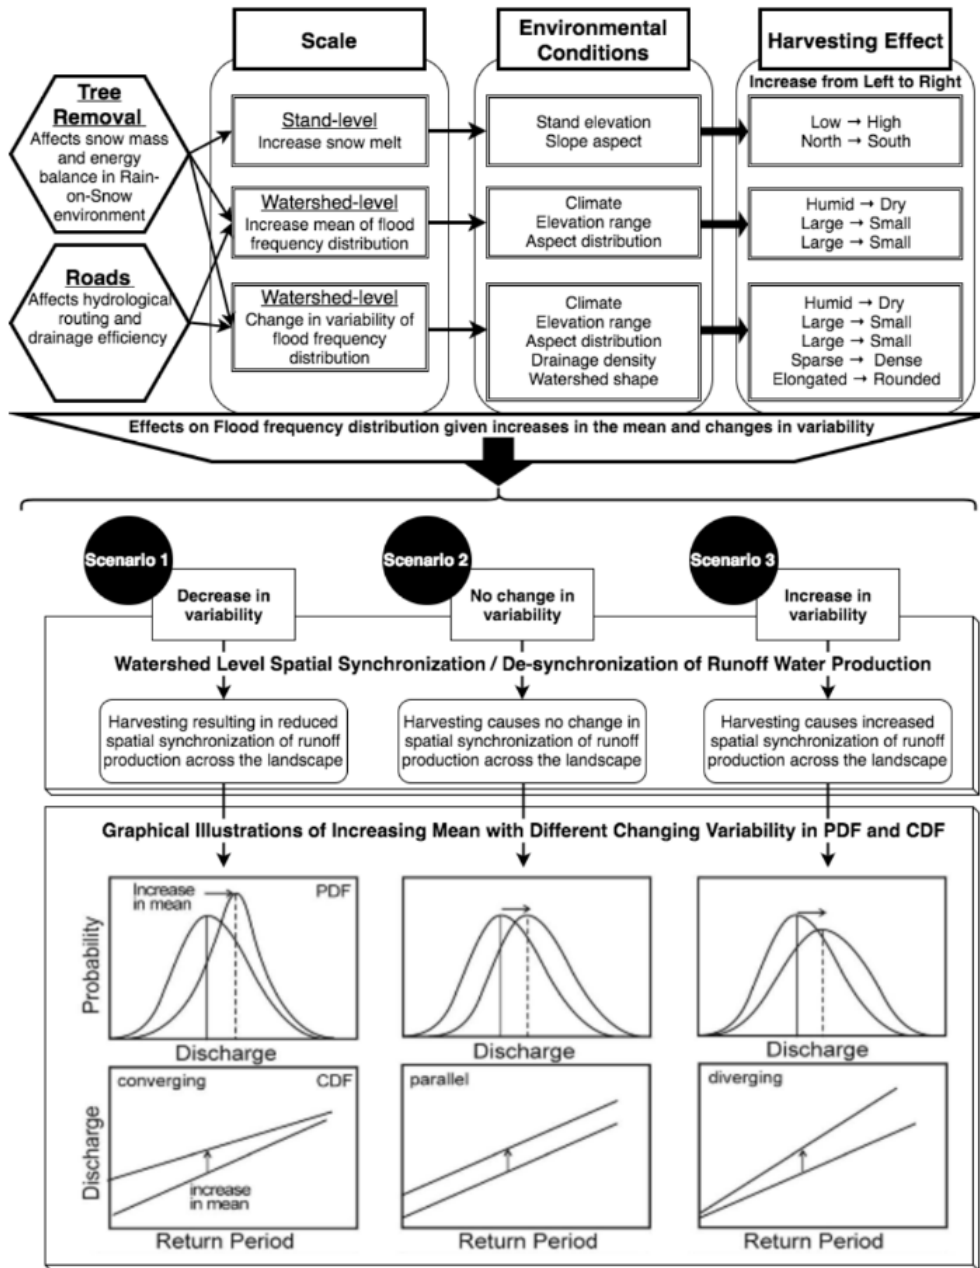 Scale
Environmental
Conditions
Harvesting Effect
Increase from Left to Right
Tree
Removal
Affects snow mass
and energy
balance in Rain-
on-Snow
environment
Roads
Affects hydrological
routing and
drainage efficiency
Stand-level
Increase snow melt
Stand elevation
Slope aspect
Low → High
North → South
Watershed-level
Increase mean of flood
frequency distribution
Climate
Elevation range
Aspect distribution
Humid → Dry
Large → Small
Large → Small
Watershed-level
Change in variability of
flood frequency
distribution
Climate
Elevation range
Aspect distribution
Drainage density
Watershed shape
Humid → Dry
Large → Small
Large → Small
Sparse → Dense
Elongated → Rounded
Effects on Flood frequency distribution given increases in the mean and changes in variability
Scenario 1
Decrease in
variability
Scenario 2
No change in
variability
Scenario 3
Increase in
variability
Watershed Level Spatial Synchronization / De-synchronization of Runoff Water Production
Harvesting resulting in reduced
spatial synchronization of runoff
production across the landscape
Harvesting causes no change in
spatial synchronization of runoff
production across the landscape
Harvesting causes increased
spatial synchronization of runoff
production across the landscape
Graphical Illustrations of Increasing Mean with Different Changing Variability in PDF and CDF
Probability
Increase
in mean
PDF
Discharge
Discharge
Discharge
Discharge
converging
CDF
increase
in mean
parallel
diverging
Return Period
Return Period
Return Period